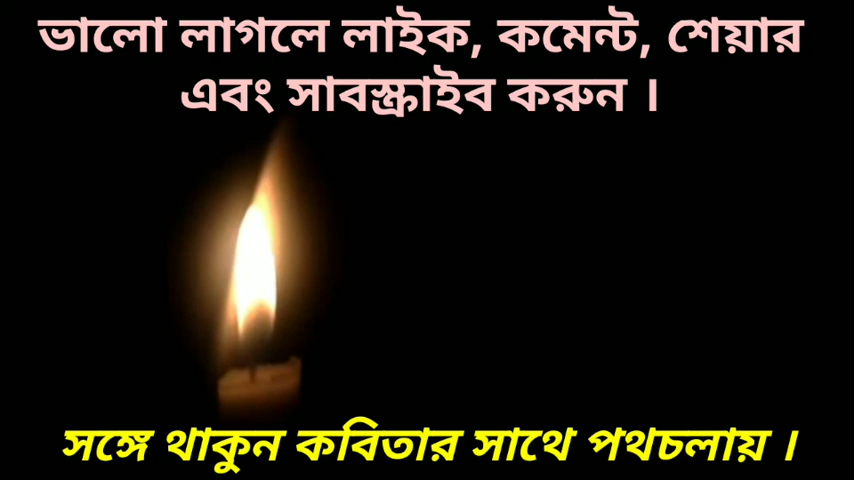 ভালো লাগলে লাইক, কমেন্ট, শেয়ার
এবং সাবস্ক্রাইব করুন ।
সঙ্গে থাকুন কবিতার সাথে পথচলায় ।